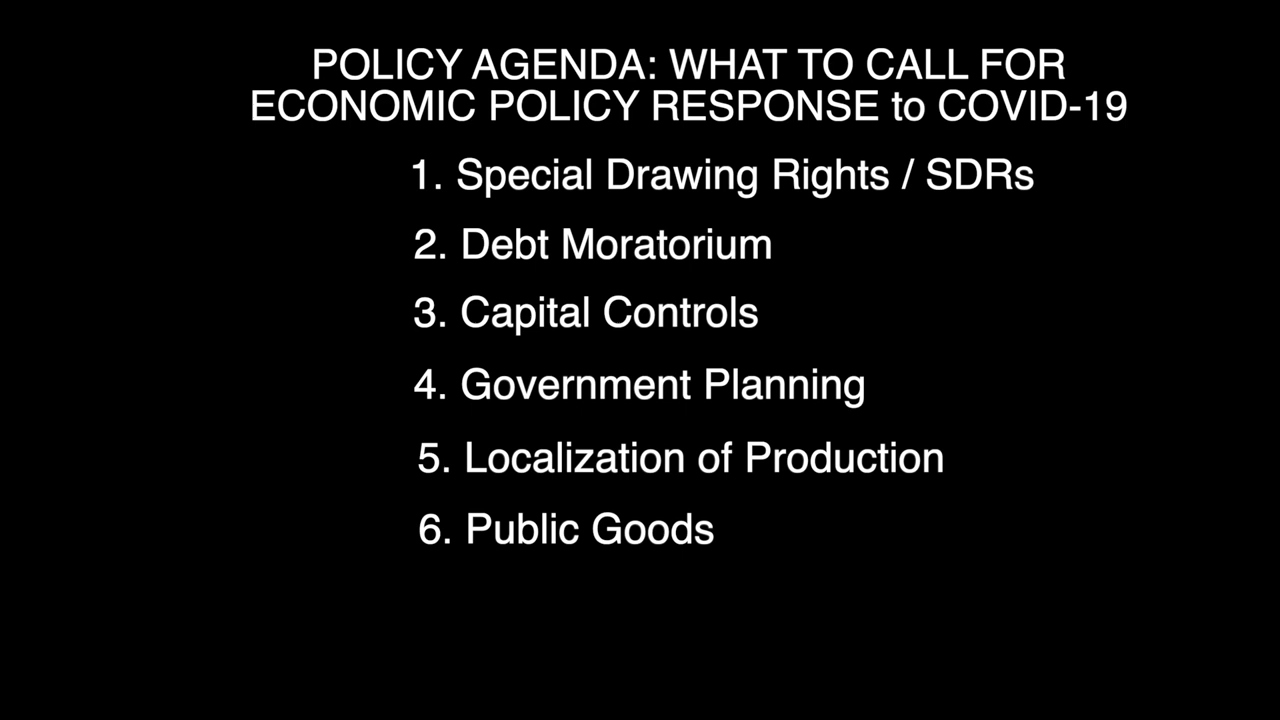 POLICY AGENDA: WHAT TO CALL FOR
ECONOMIC POLICY RESPONSE to COVID-19
1. Special Drawing Rights / SDRs
2. Debt Moratorium
3. Capital Controls
4. Government Planning
5. Localization of Production
6. Public Goods